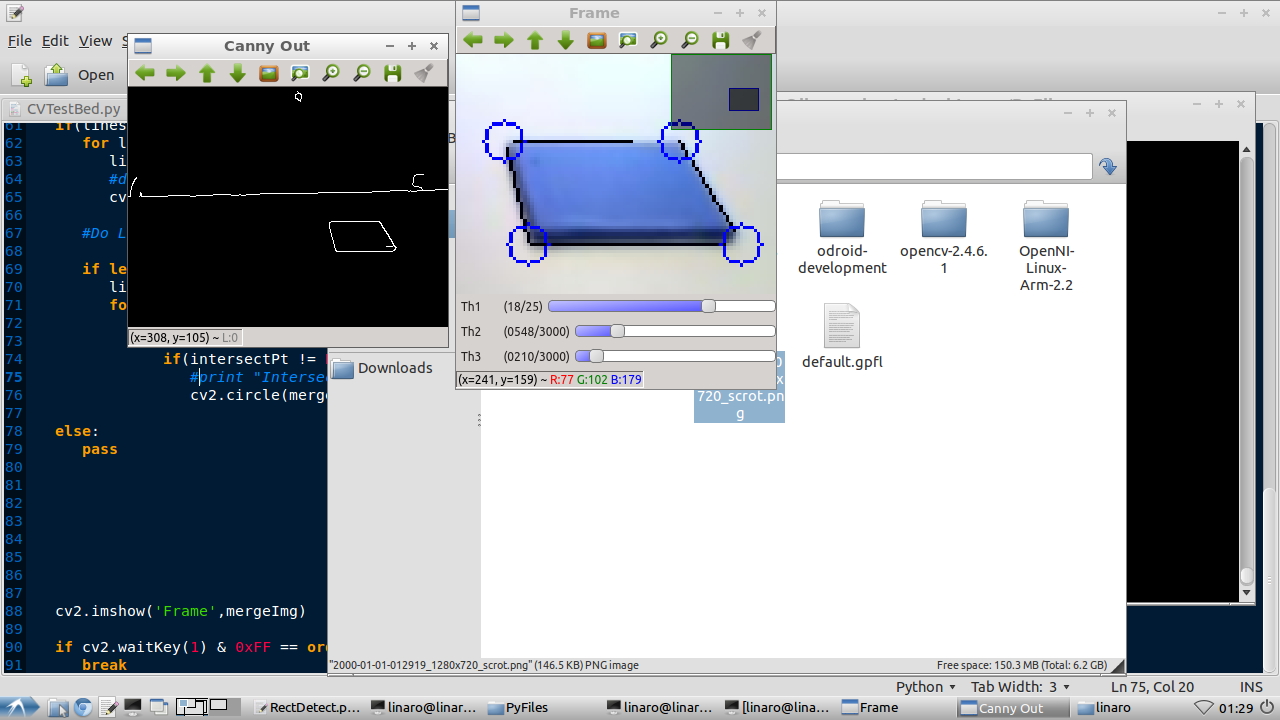 File Edit View S
Open
CVTestBed.py
Canny Out
(x=308, y=105) ~ L:0
Frame
Th1 (18/25)
Th2 (0548/3000)
Th3 (0210/3000)
(x=241, y=159) ~ R:77 G:102 B:179
61 if(lines
62 for l
63 li
64 #d
65 cv
66
67 #Do L
68
69 if le
70 li
71 fo
72
73
74 if(intersectPt !=
75 #print "Interse
76 cv2.circle(merge
77
78 else:
79 pass
80
81
82
83
84
85
86
87
88 cv2.imshow('Frame',mergeImg)
89
90 if cv2.waitKey(1) & 0xFF == or
91 break
Downloads
odroid-
development
opencv-2.4.6.
1
OpenNI-
Linux-
Arm-2.2
default.gpfl
720_scrot.pn
g
"2000-01-01-012919_1280x720_scrot.png" (146.5 KB) PNG image
Free space: 150.3 MB (Total: 6.2 GB)
Python Tab Width: 3 Ln 75, Col 20 INS
RectDetect.p...
linaro@linar...
PyFiles
linaro@linar...
[linaro@lina...
Frame
Canny Out
linaro
01:29